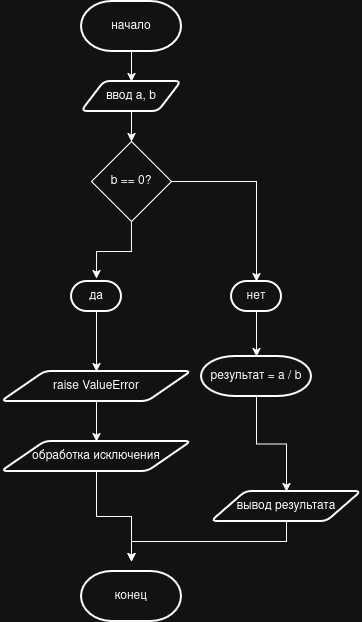 начало
ввод a, b
b == 0?
да
нет
результат = a / b
raise ValueError
обработка исключения
вывод результата
конец